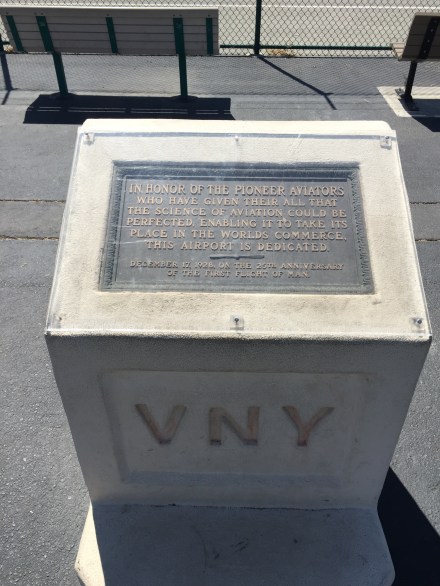 IN HONOR OF THE PIONEER AVIATORS
WHO HAVE GIVEN THEIR ALL THAT
THE SCIENCE OF AVIATION COULD BE
PERFECTED, ENABLING IT TO TAKE ITS
PLACE IN THE WORLDS COMMERCE,
THIS AIRPORT IS DEDICATED.
DECEMBER 17, 1928, ON THE 25TH ANNIVERSARY
OF THE FIRST FLIGHT OF MAN.
VNY